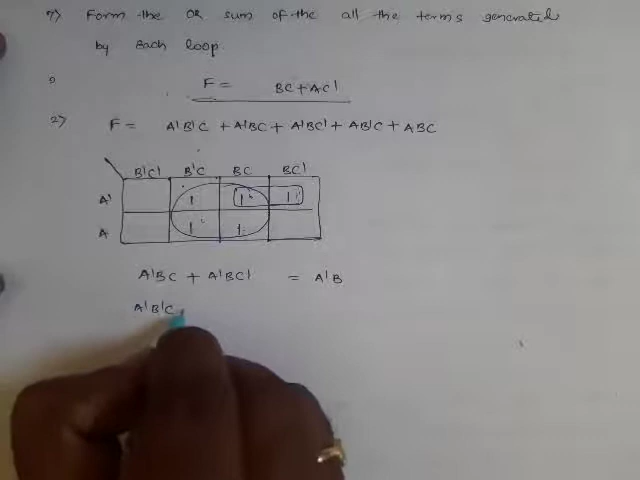 7) Form the OR sum of the all the terms generated
by each loop.
F = BC + AC'
2) F = A'B'C + A'BC + A'BC' + AB'C + ABC
B'C' B'C BC BC'
A' 1 1 1
A 1 1
A'BC + A'BC' = A'B
A'B'C